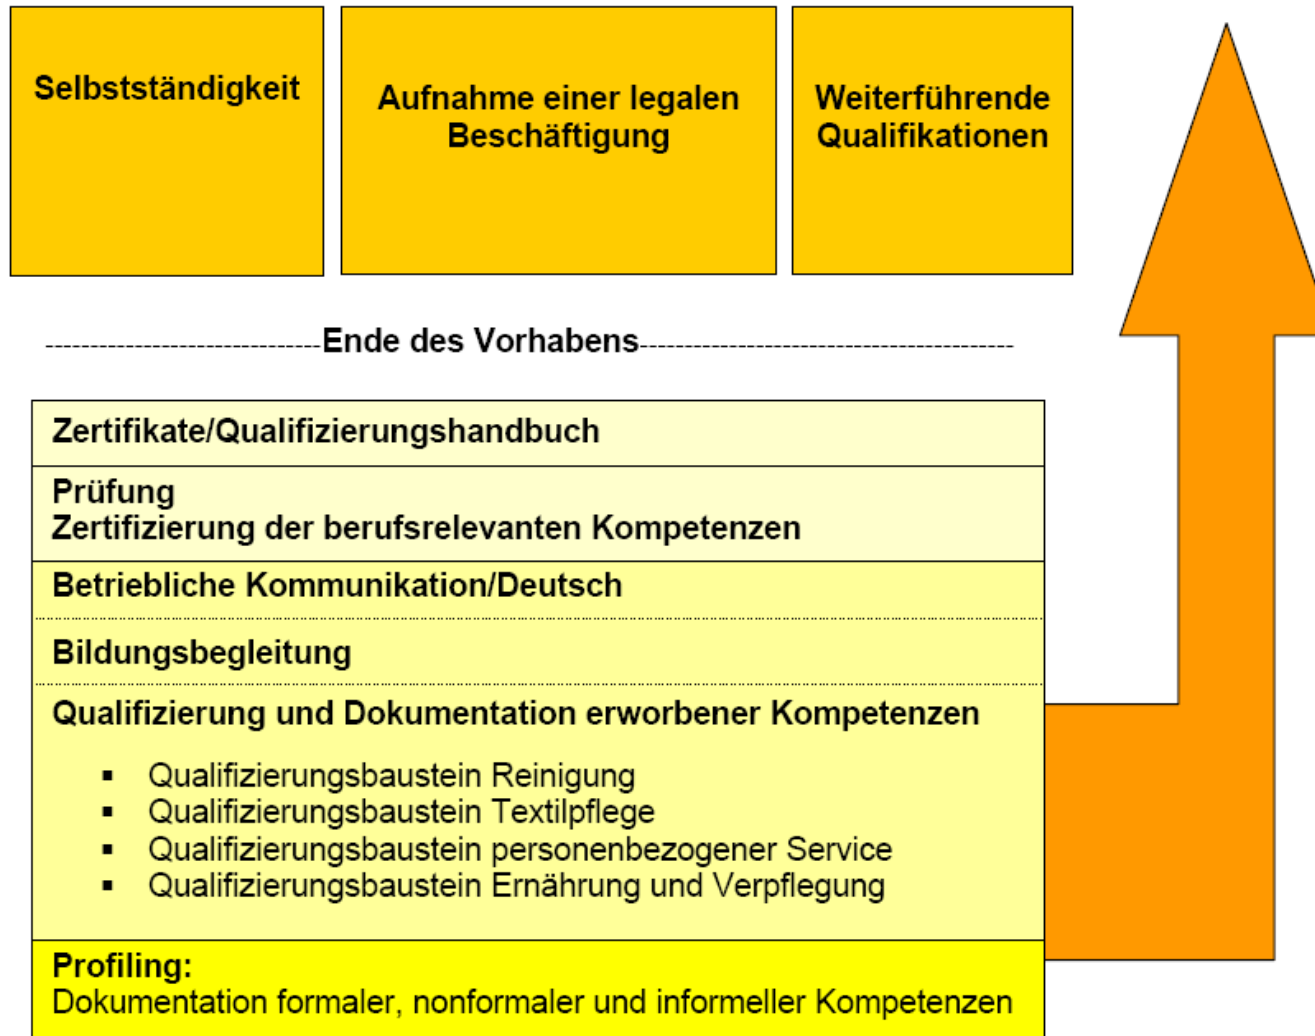 Selbstständigkeit
Aufnahme einer legalen
Beschäftigung
Weiterführende
Qualifikationen
-------------------------------Ende des Vorhabens------------------------------------------
Zertifikate/Qualifizierungshandbuch
Prüfung
Zertifizierung der berufsrelevanten Kompetenzen
Betriebliche Kommunikation/Deutsch
Bildungsbegleitung
Qualifizierung und Dokumentation erworbener Kompetenzen
▪ Qualifizierungsbaustein Reinigung
▪ Qualifizierungsbaustein Textilpflege
▪ Qualifizierungsbaustein personenbezogener Service
▪ Qualifizierungsbaustein Ernährung und Verpflegung
Profiling:
Dokumentation formaler, nonformaler und informeller Kompetenzen